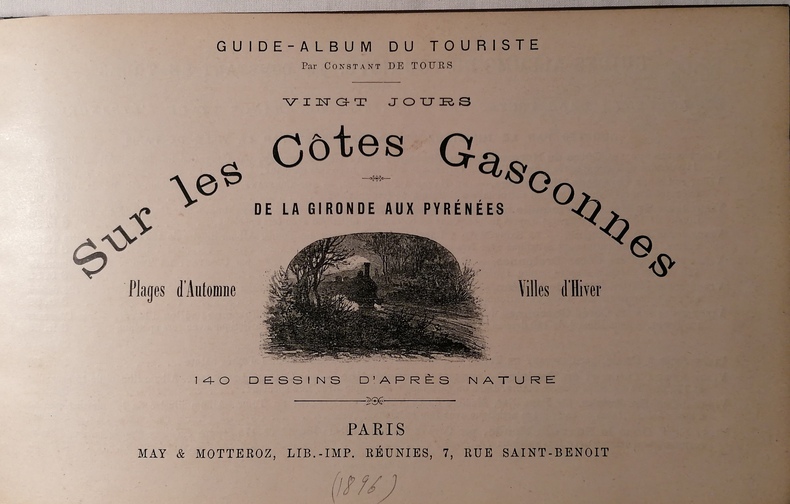 GUIDE-ALBUM DU TOURISTE
Par CONSTANT DE TOURS
VINGT JOURS
Sur les Côtes Gasconnes
DE LA GIRONDE AUX PYRÉNÉES
Plages d'Automne
Villes d'Hiver
140 DESSINS D'APRÈS NATURE
PARIS
MAY & MOTTEROZ, LIB.-IMP. RÉUNIES, 7, RUE SAINT-BENOIT
(1896)